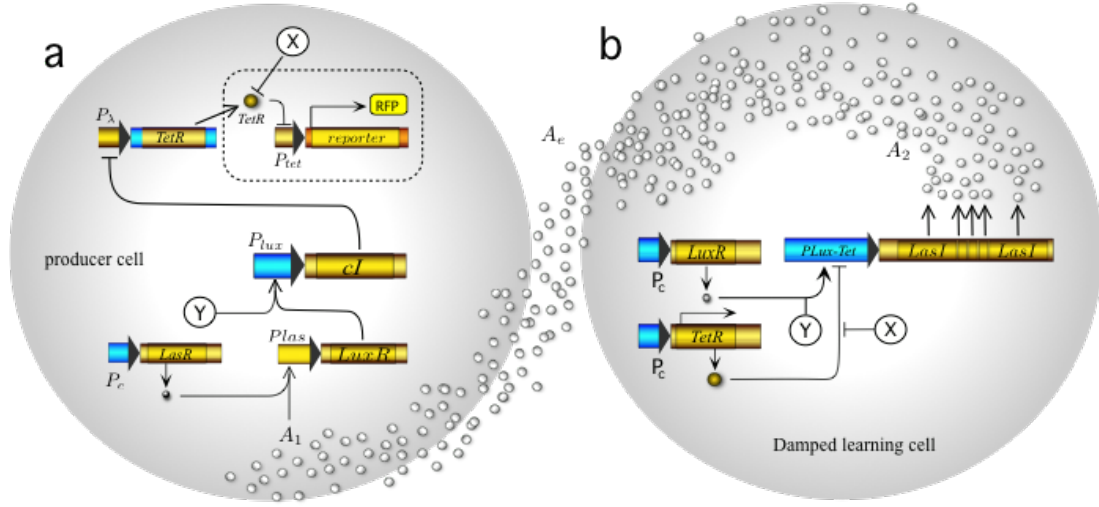 a
X
P_λ
TetR
TetR
RFP
P_tet
reporter
producer cell
P_lux
cI
Y
P_las
LuxR
LasR
P_c
A_1
b
A_e
A_2
LuxR
PLux-Tet
LasI
LasI
P_c
TetR
Y
X
P_c
Damped learning cell